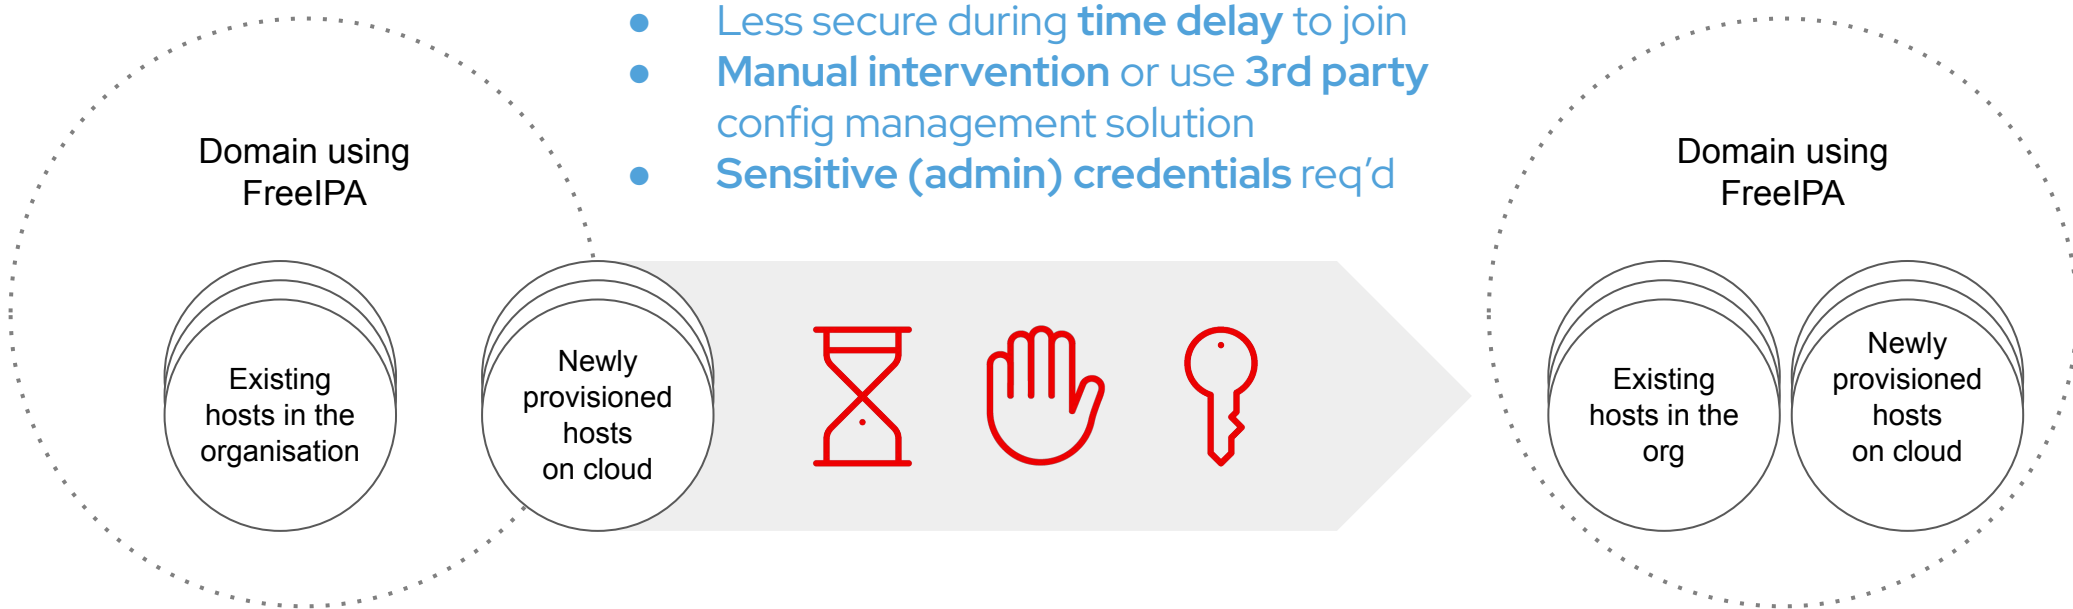 ● Less secure during time delay to join
● Manual intervention or use 3rd party
config management solution
● Sensitive (admin) credentials req’d
Domain using
FreeIPA
Existing
hosts in the
organisation
Newly
provisioned
hosts
on cloud
Domain using
FreeIPA
Existing
hosts in the
org
Newly
provisioned
hosts
on cloud